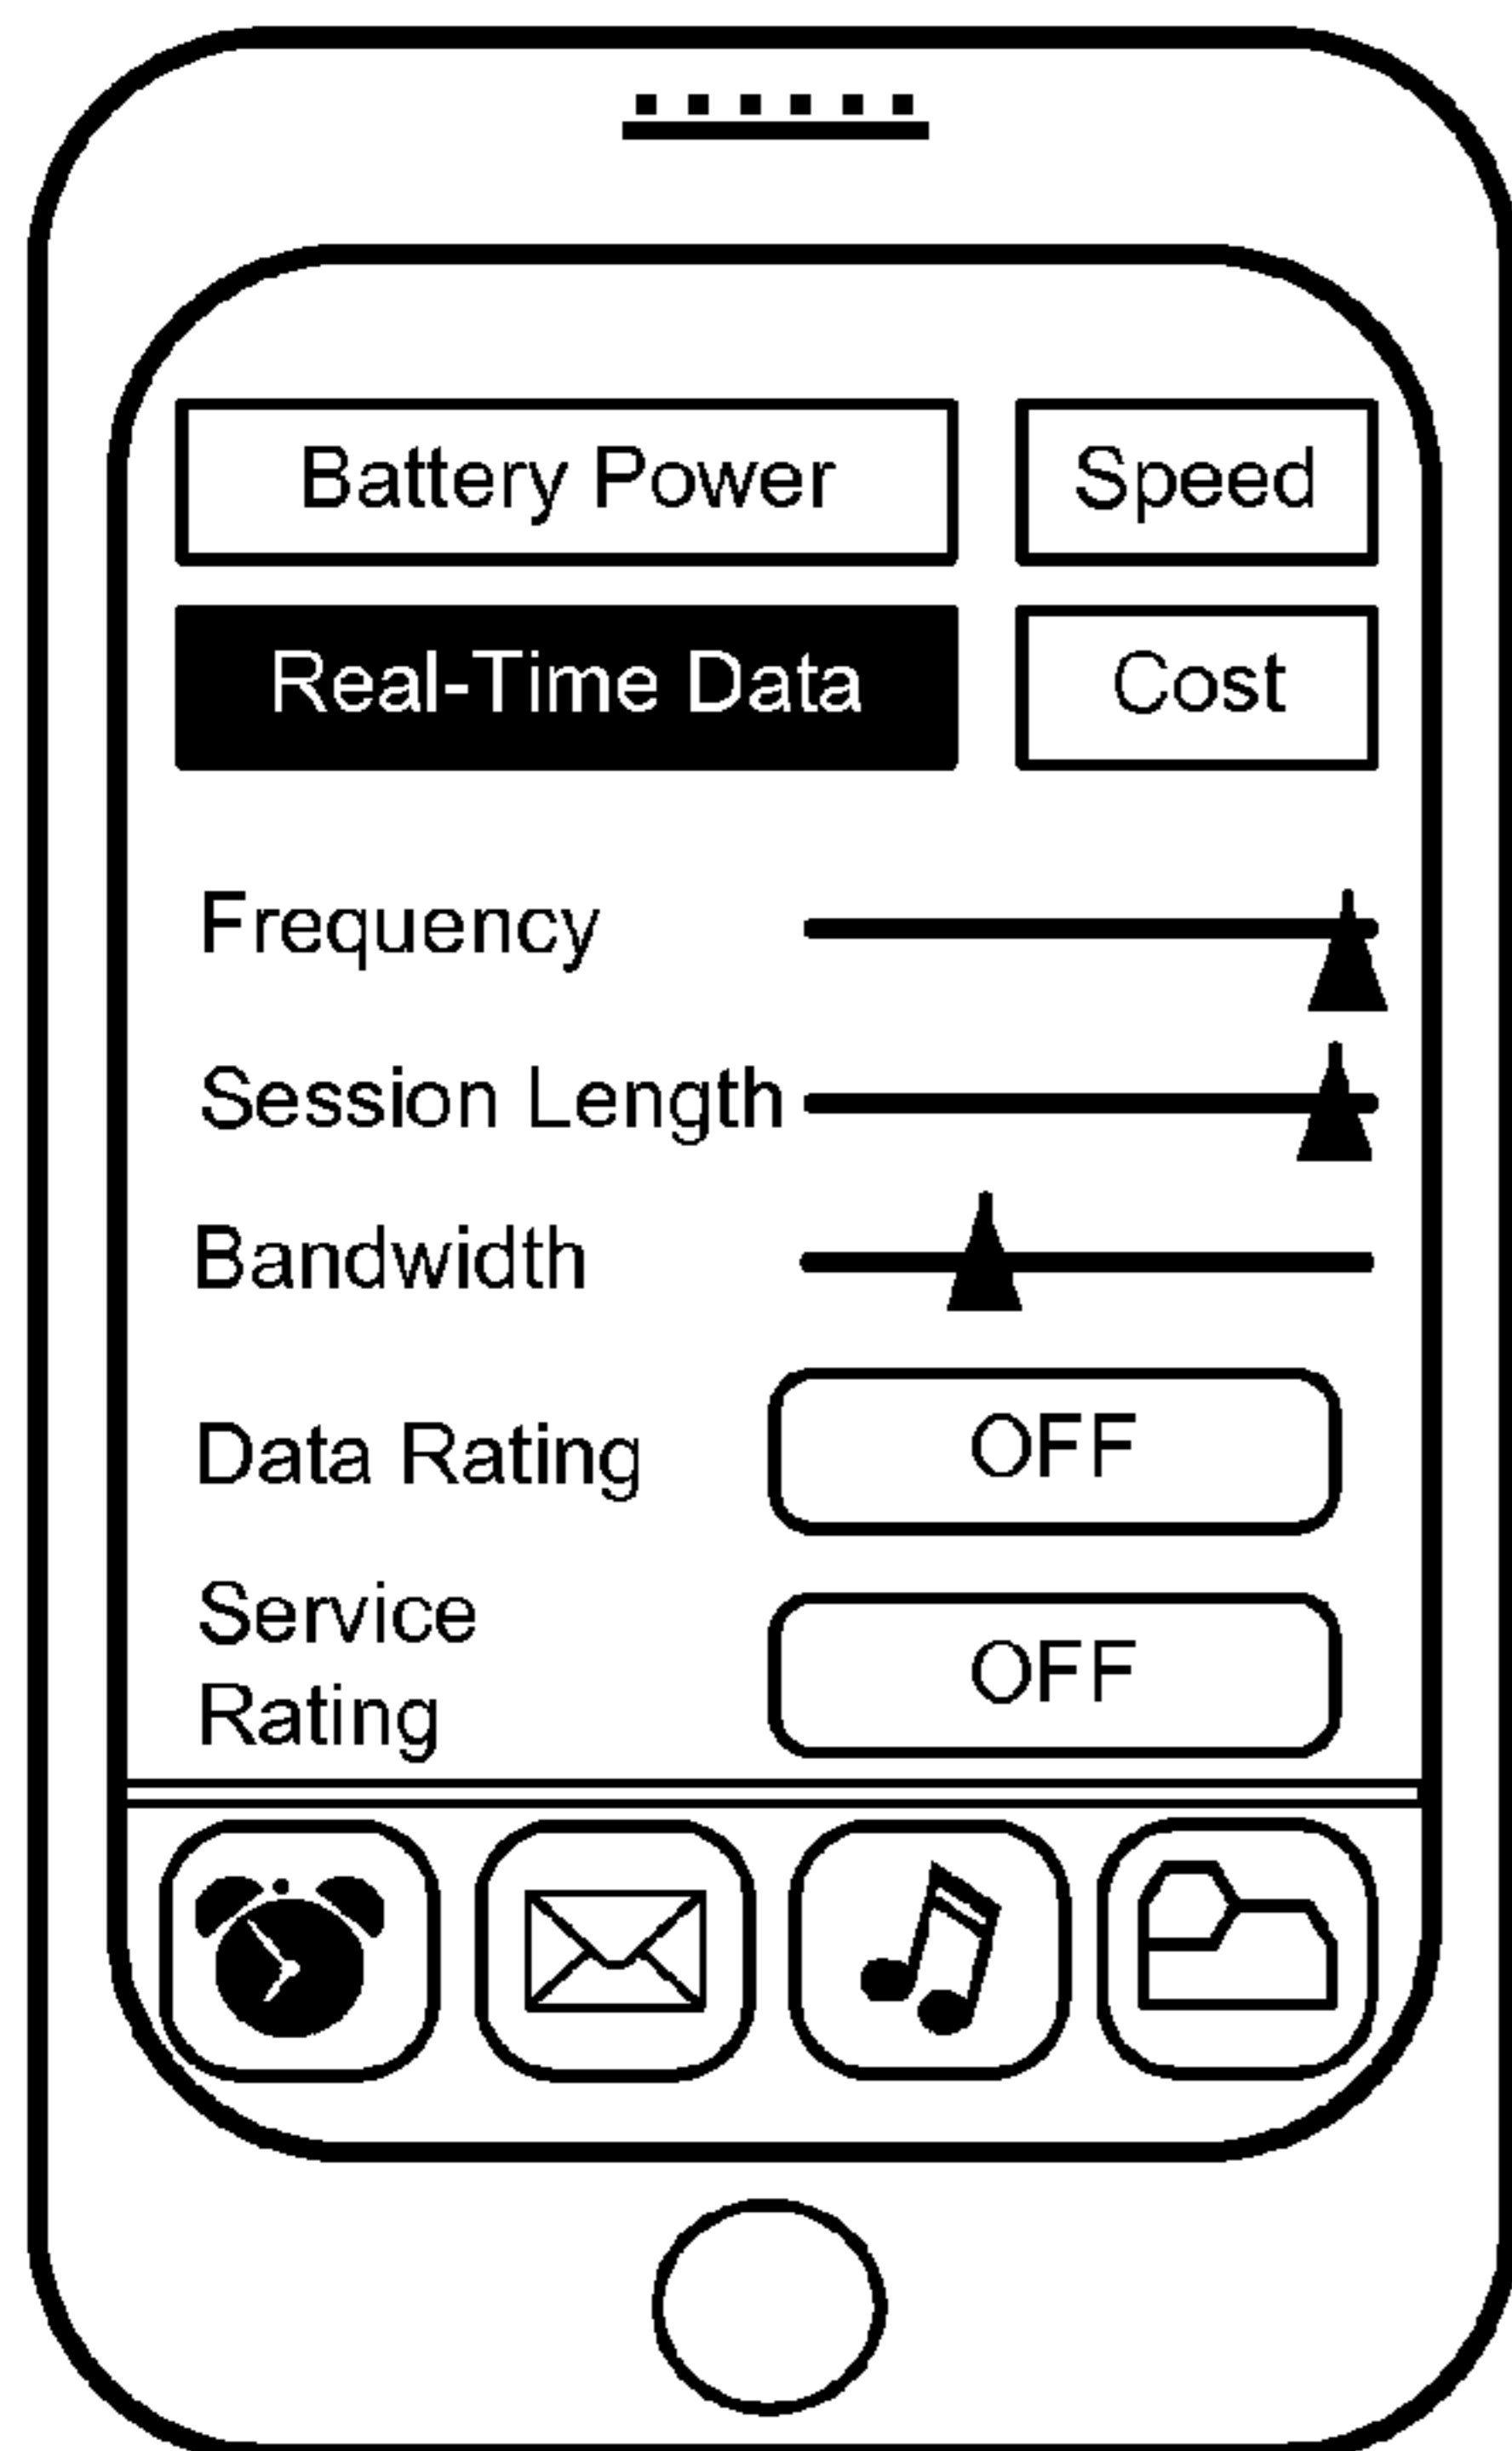 Battery Power
Speed
Real-Time Data
Cost
Frequency
Session Length
Bandwidth
Data Rating
OFF
Service
Rating
OFF